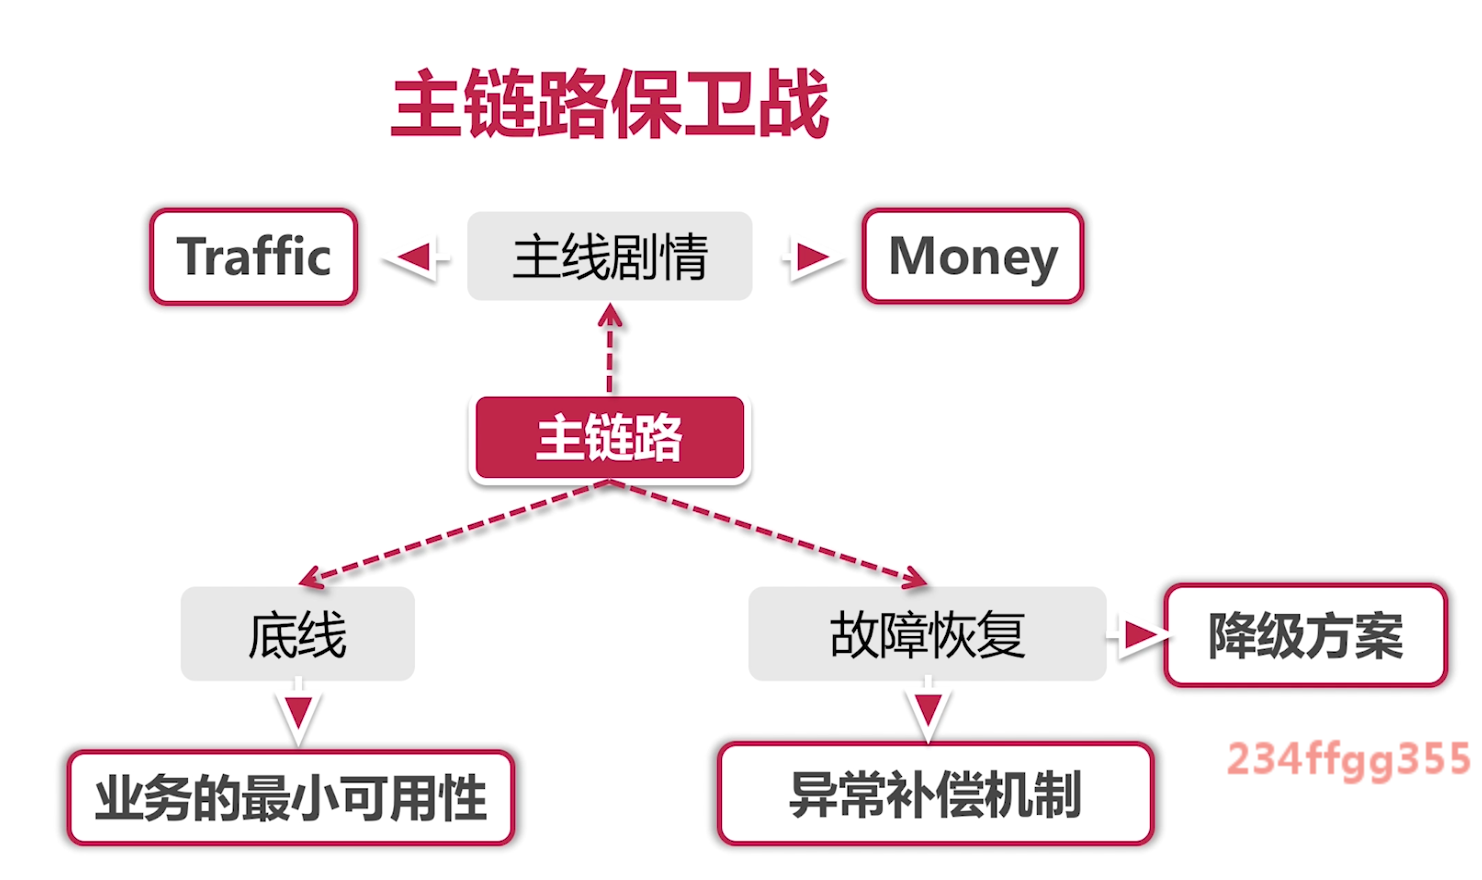 主链路保卫战
Traffic
主线剧情
Money
主链路
底线
故障恢复
降级方案
234ffgg355
业务的最小可用性
异常补偿机制